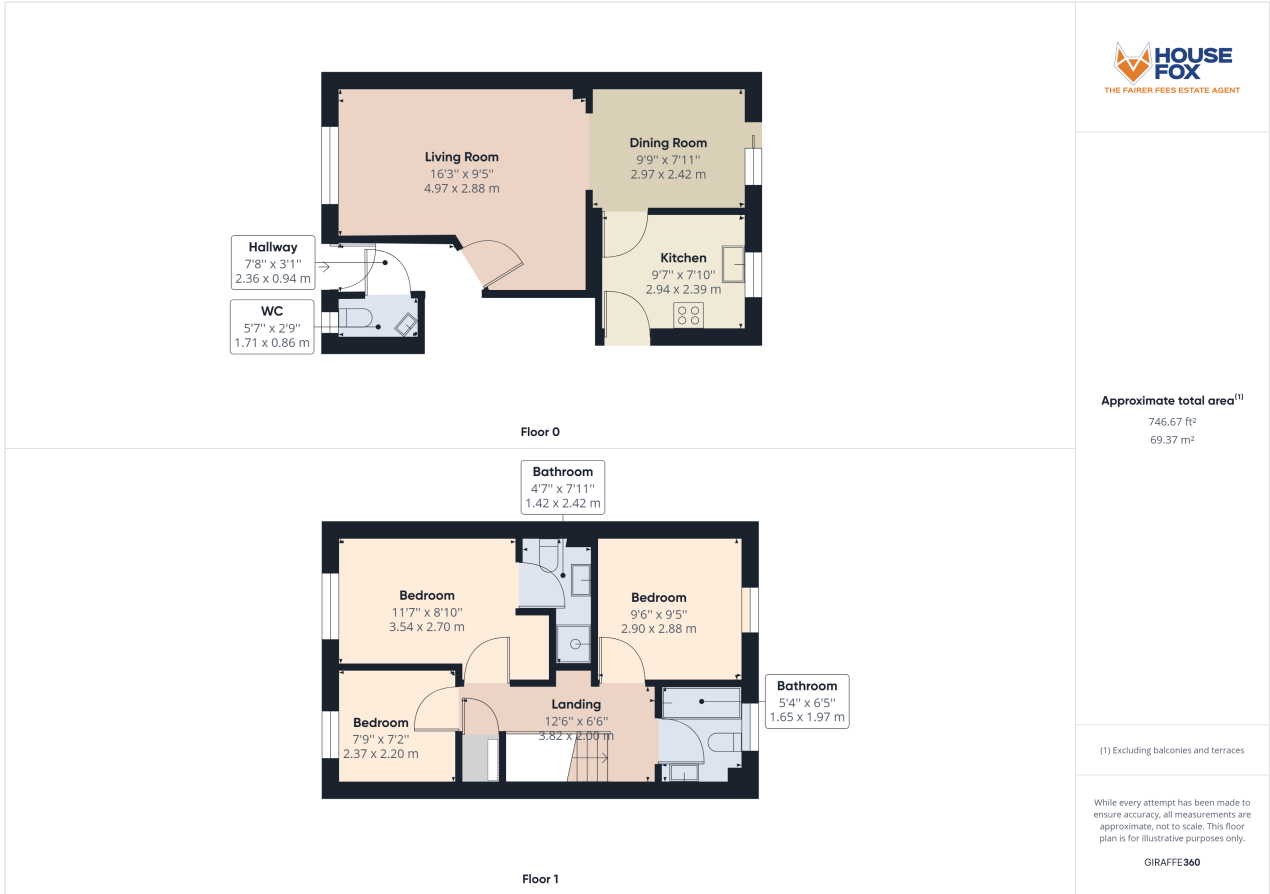 HOUSE
FOX
THE FAIRER FEES ESTATE AGENT
Living Room
16'3" x 9'5"
4.97 x 2.88 m
Dining Room
9'9" x 7'11"
2.97 x 2.42 m
Hallway
7'8" x 3'1"
2.36 x 0.94 m
Kitchen
9'7" x 7'10"
2.94 x 2.39 m
WC
5'7" x 2'9"
1.71 x 0.86 m
Floor 0
Approximate total area(1)
746.67 ft²
69.37 m²
Bathroom
4'7" x 7'11"
1.42 x 2.42 m
Bedroom
11'7" x 8'10"
3.54 x 2.70 m
Bedroom
9'6" x 9'5"
2.90 x 2.88 m
Bathroom
5'4" x 6'5"
1.65 x 1.97 m
Landing
12'6" x 6'6"
3.82 x 2.00 m
Bedroom
7'9" x 7'2"
2.37 x 2.20 m
Floor 1
(1) Excluding balconies and terraces
While every attempt has been made to
ensure accuracy, all measurements are
approximate, not to scale. This floor
plan is for illustrative purposes only.
GIRAFFE360